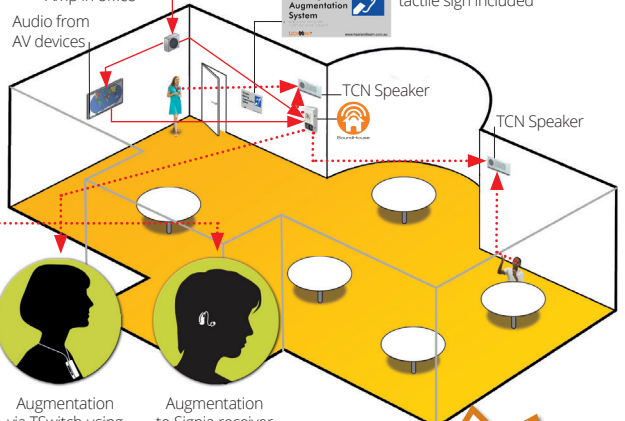 Amp in office
Audio from
AV devices
Augmentation
System
tactile sign included
TCN Speaker
SoundHouse
TCN Speaker
Augmentation
via TSwitch using
Augmentation
to Signia receiver